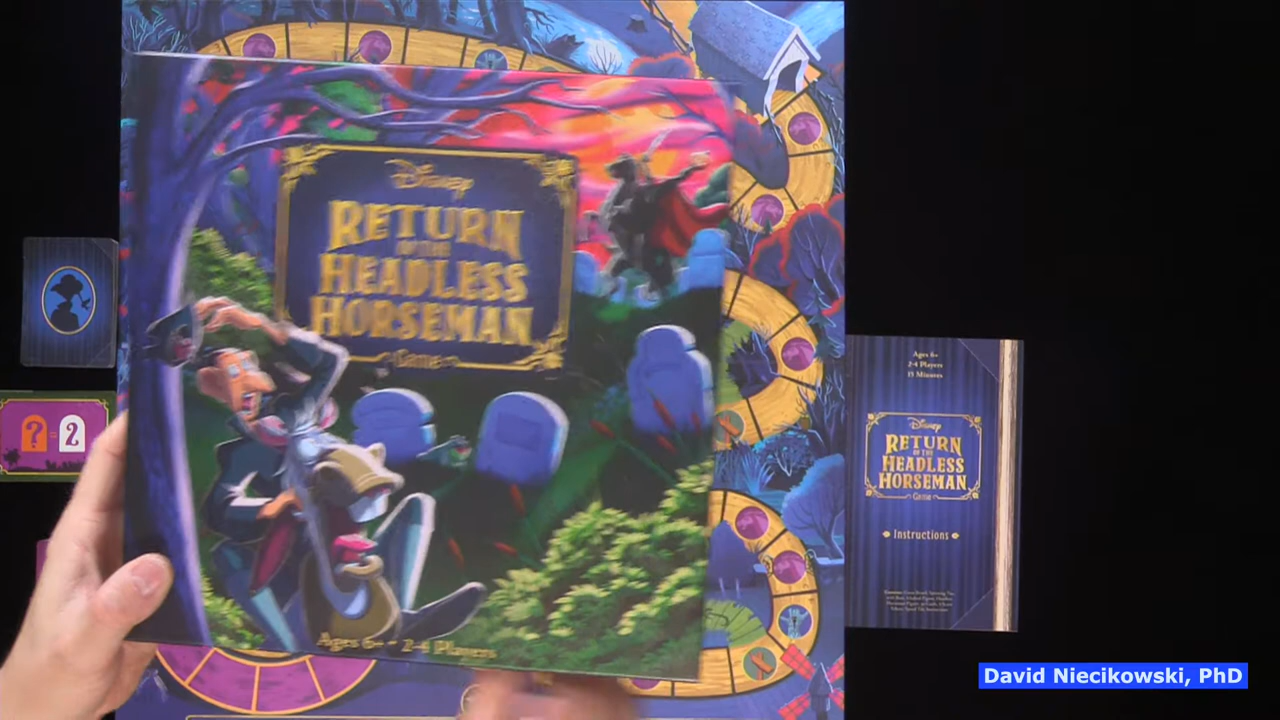 Disney
RETURN
OF THE
HEADLESS
HORSEMAN
Game
Ages 6+ - 2-4 Players
? = 2
Ages 6+
2-4 Players
15 Minutes
Disney
RETURN
OF THE
HEADLESS
HORSEMAN
Game
Instructions
David Niecikowski, PhD